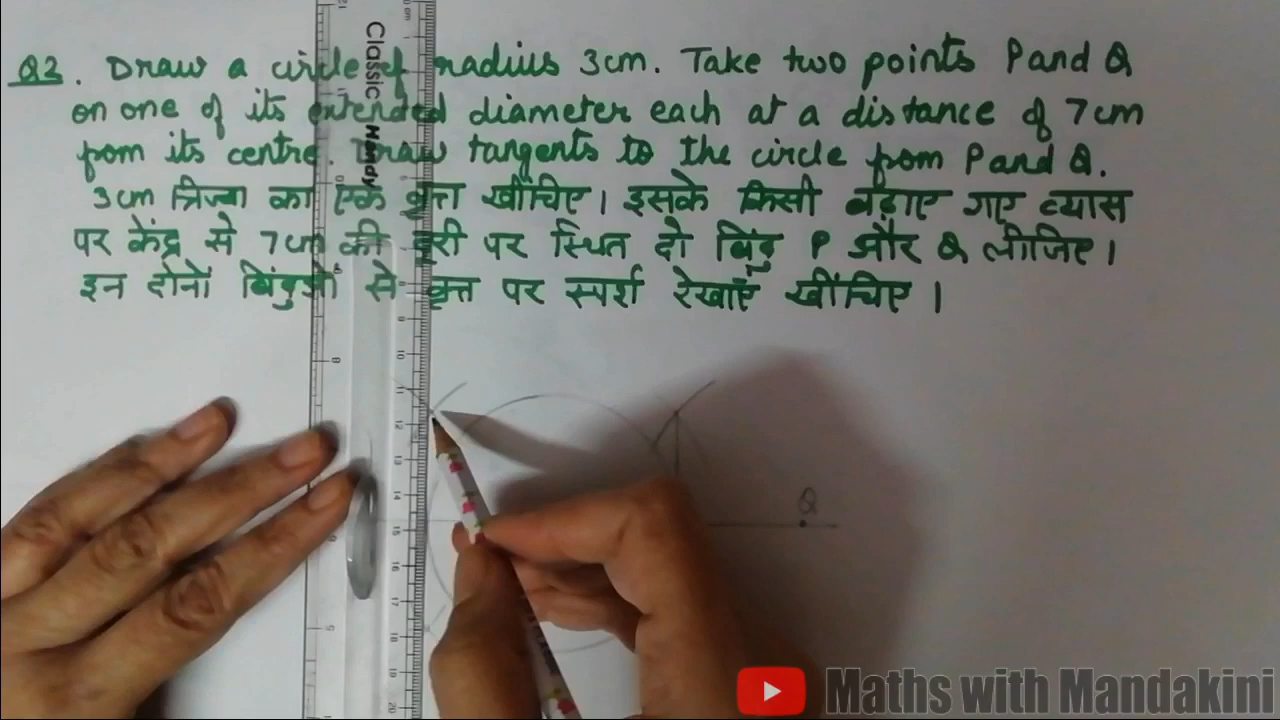 Q2. Draw a circle of radius 3cm. Take two points P and Q
on one of its extended diameter each at a distance of 7cm
from its centre. Draw tangents to the circle from P and Q.
3cm त्रिज्या का एक वृत्त खींचिए। इसके किसी बढ़ाए गए व्यास
पर केंद्र से 7cm की दूरी पर स्थित दो बिंदु P और Q लीजिए।
इन दोनों बिंदुओं से वृत्त पर स्पर्श रेखाएँ खींचिए।
Classic Handy
Q
Maths with Mandakini